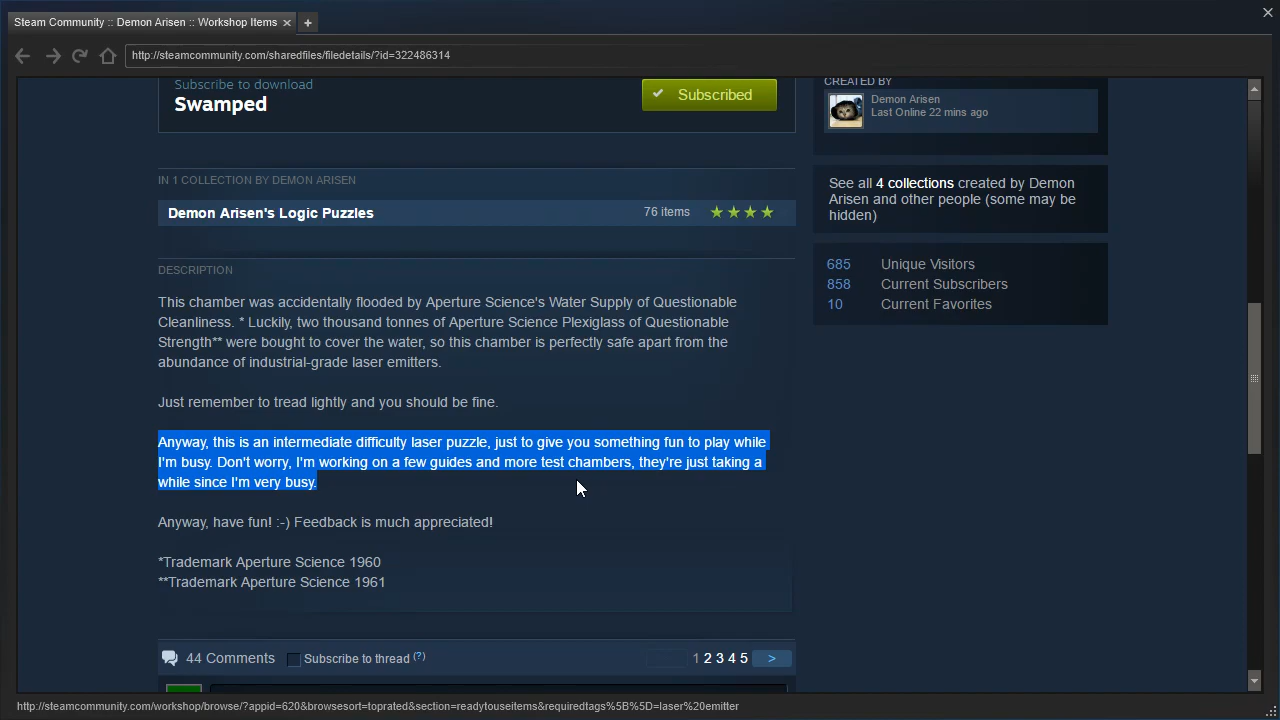 Steam Community :: Demon Arisen :: Workshop Items
http://steamcommunity.com/sharedfiles/filedetails/?id=322486314
Subscribe to download
Swamped
Subscribed
IN 1 COLLECTION BY DEMON ARISEN
Demon Arisen's Logic Puzzles
76 items
DESCRIPTION
This chamber was accidentally flooded by Aperture Science's Water Supply of Questionable
Cleanliness. * Luckily, two thousand tonnes of Aperture Science Plexiglass of Questionable
Strength** were bought to cover the water, so this chamber is perfectly safe apart from the
abundance of industrial-grade laser emitters.
Just remember to tread lightly and you should be fine.
Anyway, this is an intermediate difficulty laser puzzle, just to give you something fun to play while
I'm busy. Don't worry, I'm working on a few guides and more test chambers, they're just taking a
while since I'm very busy.
Anyway, have fun! :-) Feedback is much appreciated!
*Trademark Aperture Science 1960
**Trademark Aperture Science 1961
44 Comments
Subscribe to thread (?)
1 2 3 4 5 >
CREATED BY
Demon Arisen
Last Online 22 mins ago
See all 4 collections created by Demon
Arisen and other people (some may be
hidden)
685 Unique Visitors
858 Current Subscribers
10 Current Favorites
http://steamcommunity.com/workshop/browse/?appid=620&browsesort=toprated&section=readytouseitems&requiredtags%5B%5D=laser%20emitter